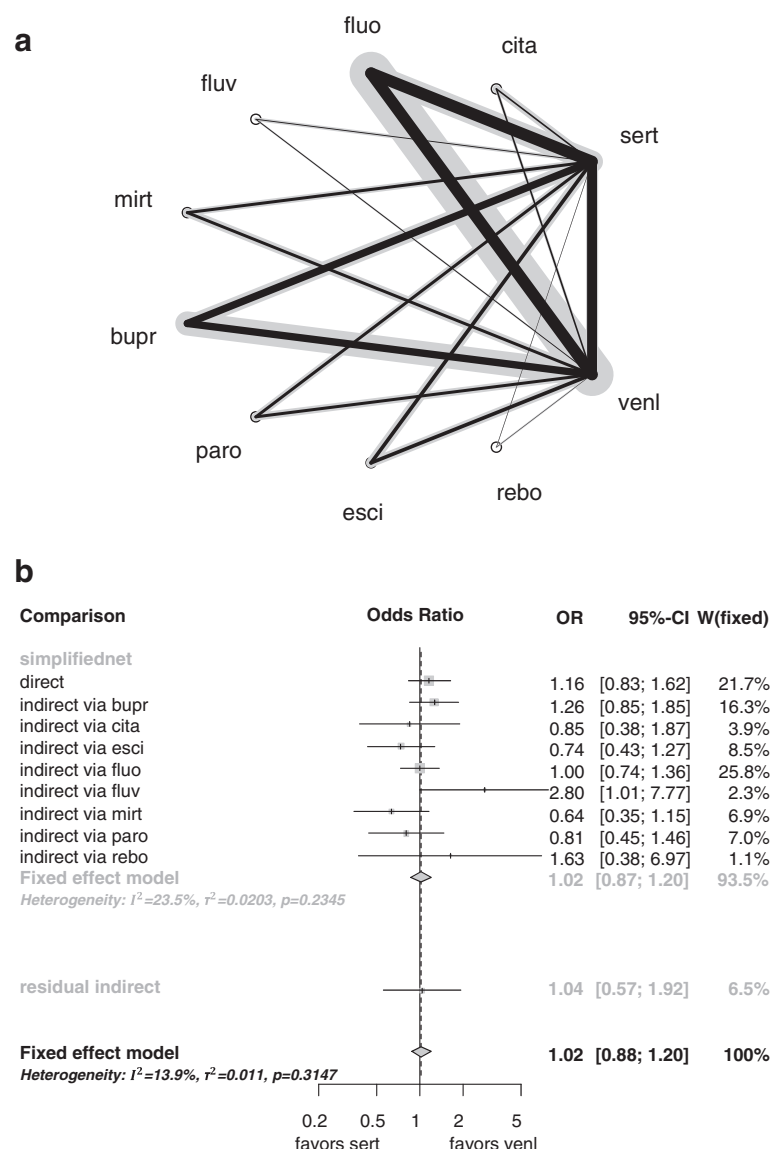 a
fluo
cita
fluv
sert
mirt
bupr
venl
paro
rebo
esci
b
Comparison Odds Ratio OR 95%-CI W(fixed)
simplifiednet
direct 1.16 [0.83; 1.62] 21.7%
indirect via bupr 1.26 [0.85; 1.85] 16.3%
indirect via cita 0.85 [0.38; 1.87] 3.9%
indirect via esci 0.74 [0.43; 1.27] 8.5%
indirect via fluo 1.00 [0.74; 1.36] 25.8%
indirect via fluv 2.80 [1.01; 7.77] 2.3%
indirect via mirt 0.64 [0.35; 1.15] 6.9%
indirect via paro 0.81 [0.45; 1.46] 7.0%
indirect via rebo 1.63 [0.38; 6.97] 1.1%
Fixed effect model 1.02 [0.87; 1.20] 93.5%
Heterogeneity: I²=23.5%, τ²=0.0203, p=0.2345
residual indirect 1.04 [0.57; 1.92] 6.5%
Fixed effect model 1.02 [0.88; 1.20] 100%
Heterogeneity: I²=13.9%, τ²=0.011, p=0.3147
0.2 0.5 1 2 5
favors sert favors venl